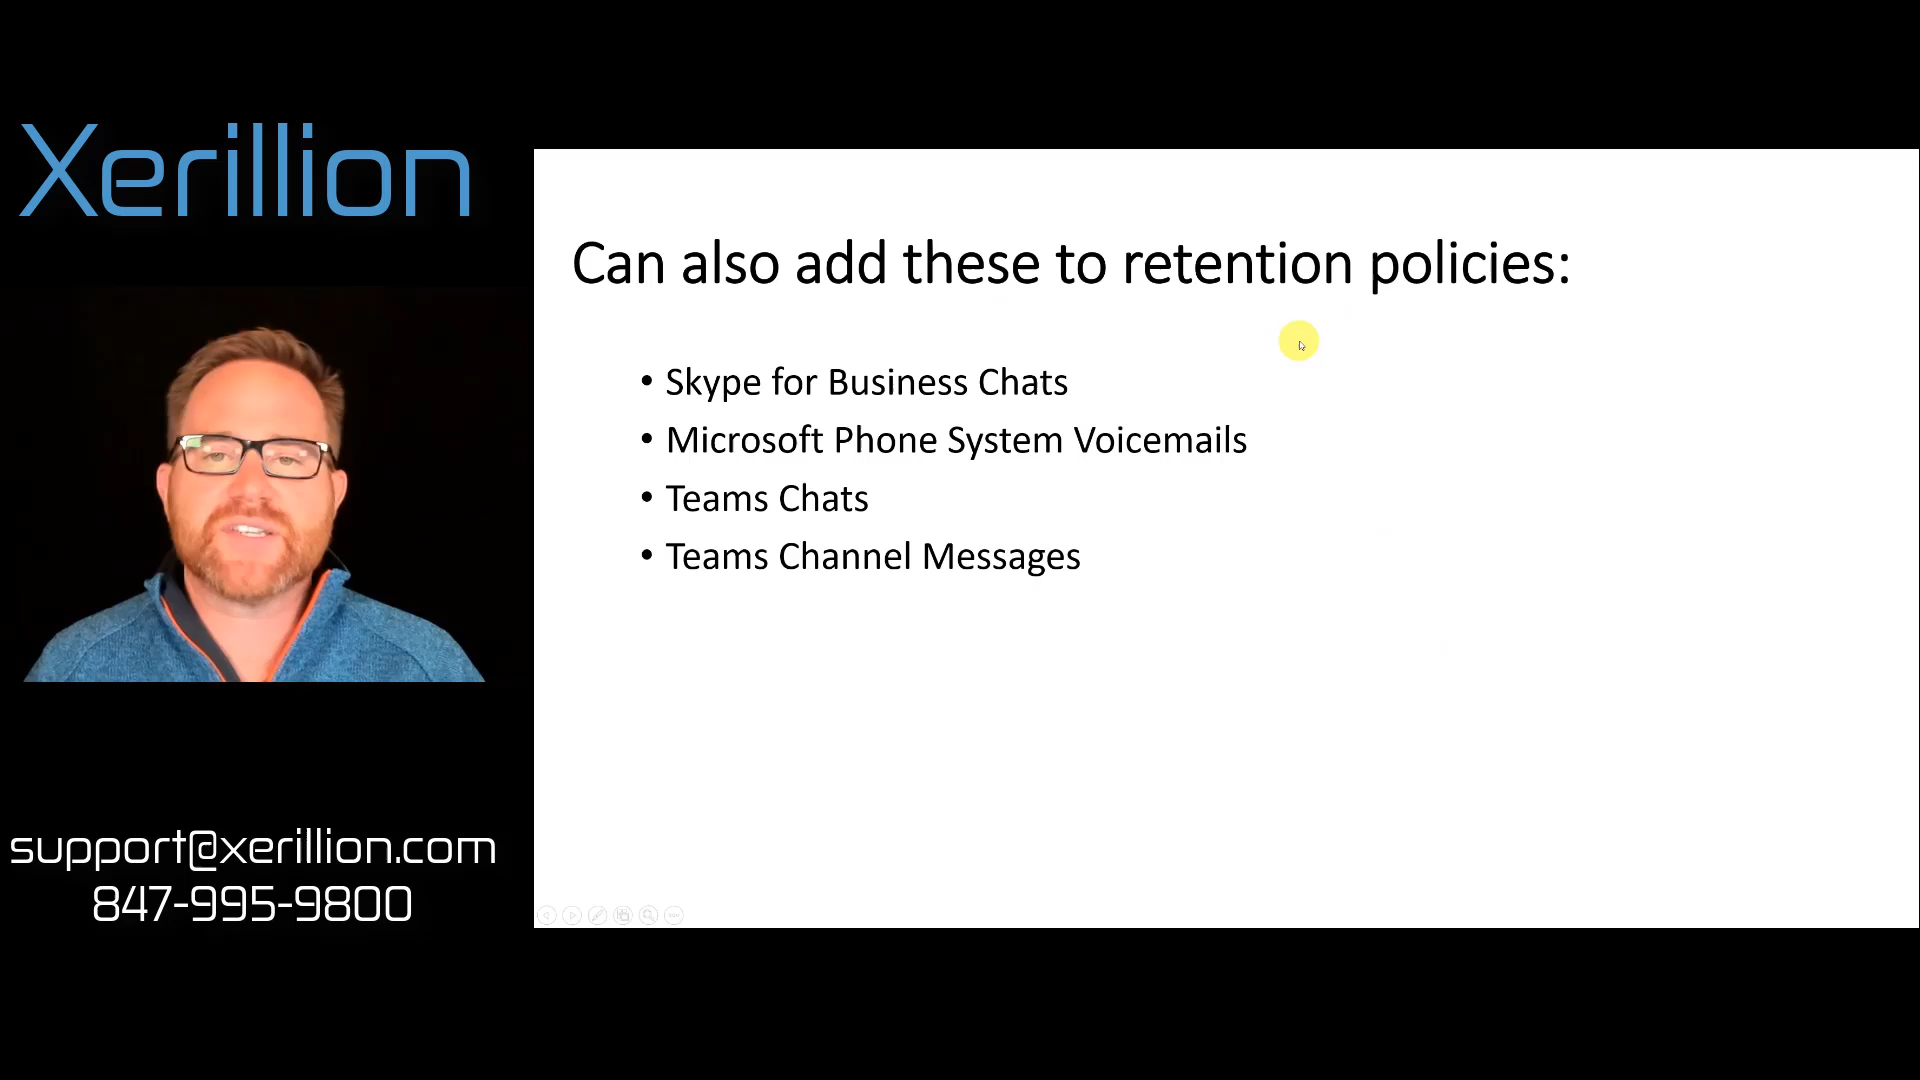 Xerillion
Can also add these to retention policies:
• Skype for Business Chats
• Microsoft Phone System Voicemails
• Teams Chats
• Teams Channel Messages
support@xerillion.com
847-995-9800